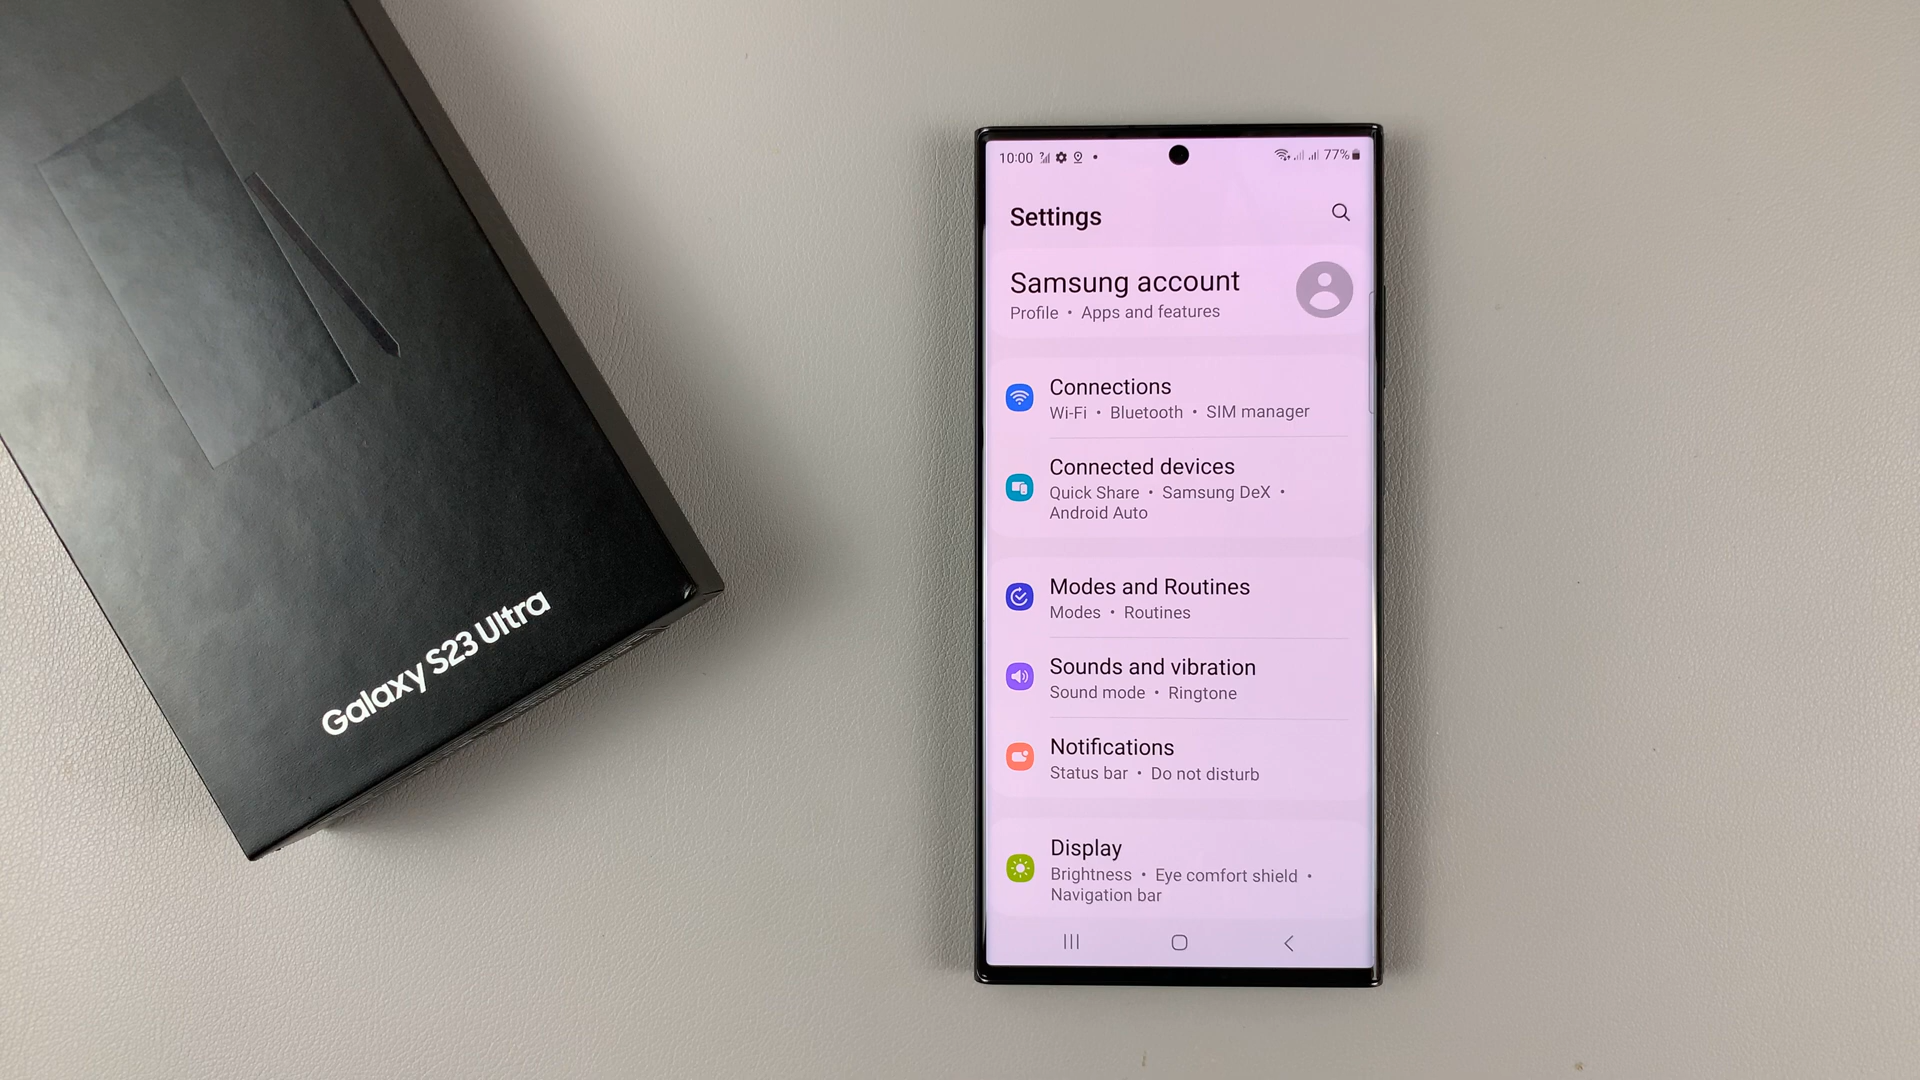 Galaxy S23 Ultra
10:00
77%
Settings
Samsung account
Profile • Apps and features
Connections
Wi-Fi • Bluetooth • SIM manager
Connected devices
Quick Share • Samsung DeX •
Android Auto
Modes and Routines
Modes • Routines
Sounds and vibration
Sound mode • Ringtone
Notifications
Status bar • Do not disturb
Display
Brightness • Eye comfort shield •
Navigation bar